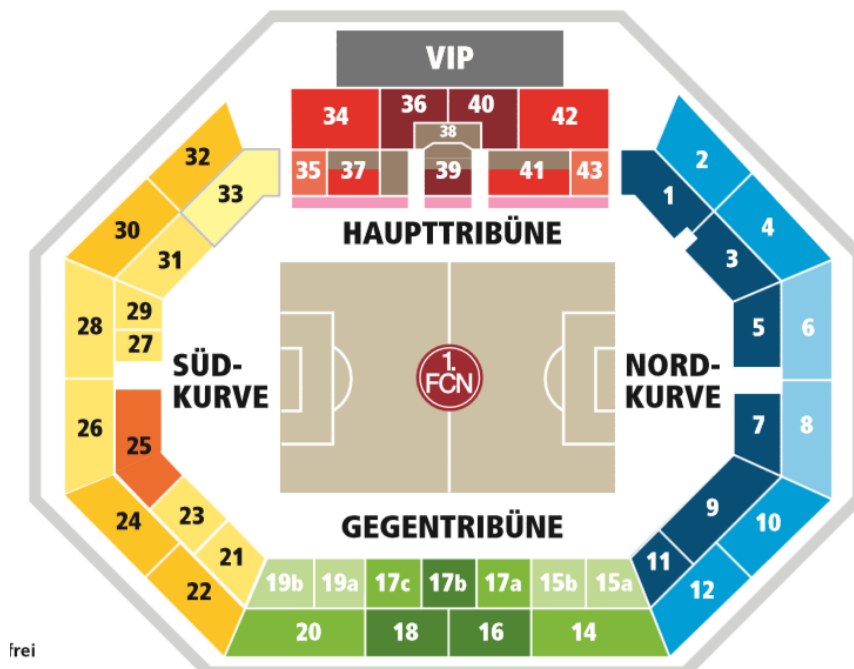 VIP
34
36
40
42
38
35
37
39
41
43
32
33
30
31
2
1
4
3
HAUPTTRIBÜNE
28
29
27
5
6
SÜD-
KURVE
1.
FCN
NORD-
KURVE
26
25
7
8
24
23
21
22
9
10
11
12
GEGENTRIBÜNE
19b
19a
17c
17b
17a
15b
15a
20
18
16
14
frei